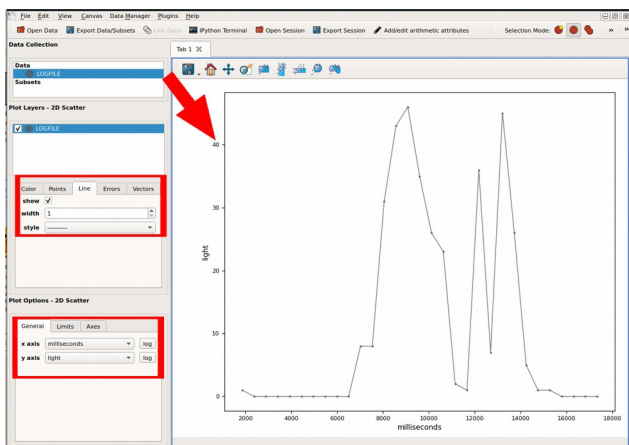 File Edit View Canvas Data Manager Plugins Help
Open Data Export Data/Subsets Link Data IPython Terminal Open Session Export Session Add/edit arithmetic attributes Selection Mode: »
Data Collection
Data
LOGFILE
Subsets
Plot Layers - 2D Scatter
LOGFILE
Color Points Line Errors Vectors
show
width 1
style
Plot Options - 2D Scatter
General Limits Axes
x axis milliseconds log
y axis light log
Tab 1
40
30
20
10
0
light
2000 4000 6000 8000 10000 12000 14000 16000 18000
milliseconds